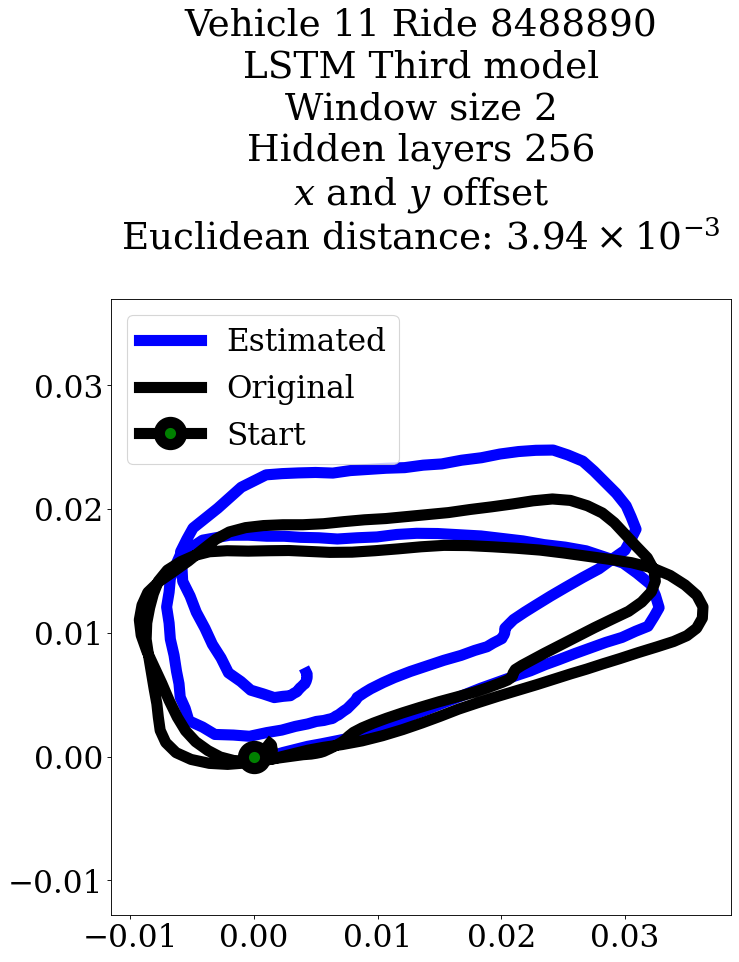 Vehicle 11 Ride 8488890
LSTM Third model
Window size 2
Hidden layers 256
x and y offset
Euclidean distance: 3.94 × 10⁻³
Estimated
Original
Start
0.03
0.02
0.01
0.00
−0.01
−0.01 0.00 0.01 0.02 0.03